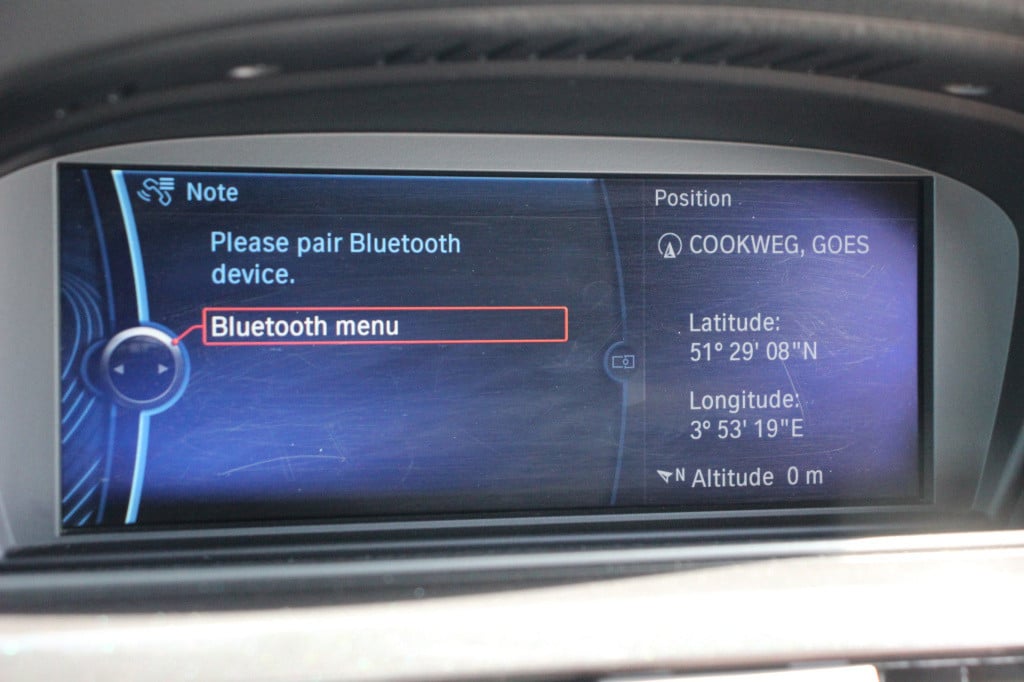 Note
Please pair Bluetooth
device.
Bluetooth menu
Position
COOKWEG, GOES
Latitude:
51° 29' 08"N
Longitude:
3° 53' 19"E
N Altitude 0 m